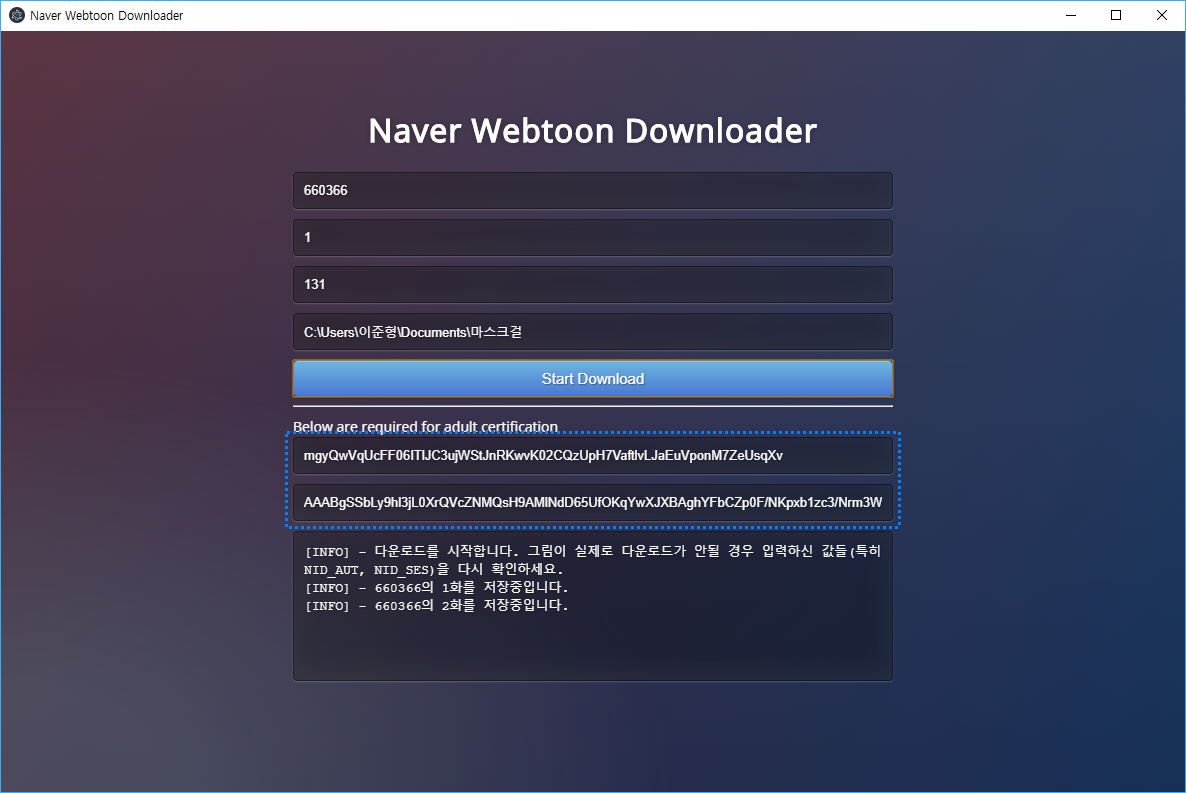 Naver Webtoon Downloader
Naver Webtoon Downloader
660366
1
131
C:\Users\이준형\Documents\마스크걸
Start Download
Below are required for adult certification
mgyQwVqUcFF06lTIJC3ujWStJnRKwvK02CQzUpH7VaftlvLJaEuVponM7ZeUsqXv
AAABgSSbLy9hl3jL0XrQVcZNMQsH9AMlNdD65UfOKqYwXJXBAghYFbCZp0F/NKpxb1zc3/Nrm3W
[INFO] - 다운로드를 시작합니다. 그림이 실제로 다운로드가 안될 경우 입력하신 값들(특히
NID_AUT, NID_SES)을 다시 확인하세요.
[INFO] - 660366의 1화를 저장중입니다.
[INFO] - 660366의 2화를 저장중입니다.